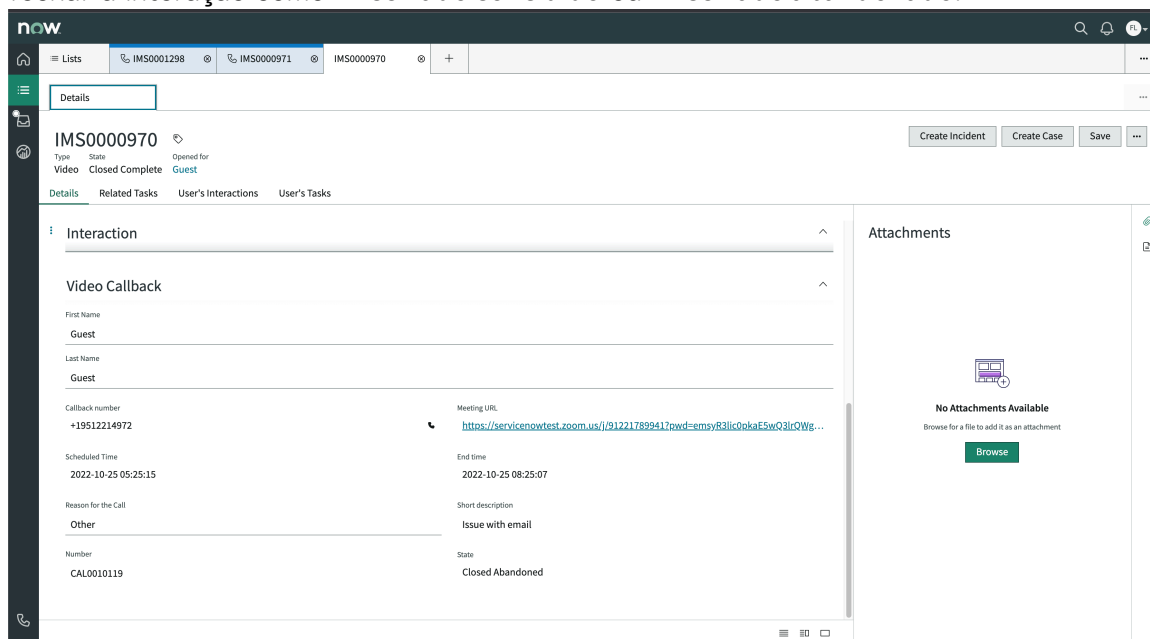 now.
FL
Lists
IMS0001298
IMS0000971
IMS0000970
Details
IMS0000970
Type
State
Opened for
Video
Closed Complete
Guest
Create Incident
Create Case
Save
Details
Related Tasks
User's Interactions
User's Tasks
Interaction
Video Callback
First Name
Guest
Last Name
Guest
Callback number
+19512214972
Meeting URL
https://servicenowtest.zoom.us/j/91221789941?pwd=emsyR3lic0pkaE5wQ3lrQWg...
Scheduled Time
2022-10-25 05:25:15
End time
2022-10-25 08:25:07
Reason for the Call
Other
Short description
Issue with email
Number
CAL0010119
State
Closed Abandoned
Attachments
No Attachments Available
Browse for a file to add it as an attachment
Browse